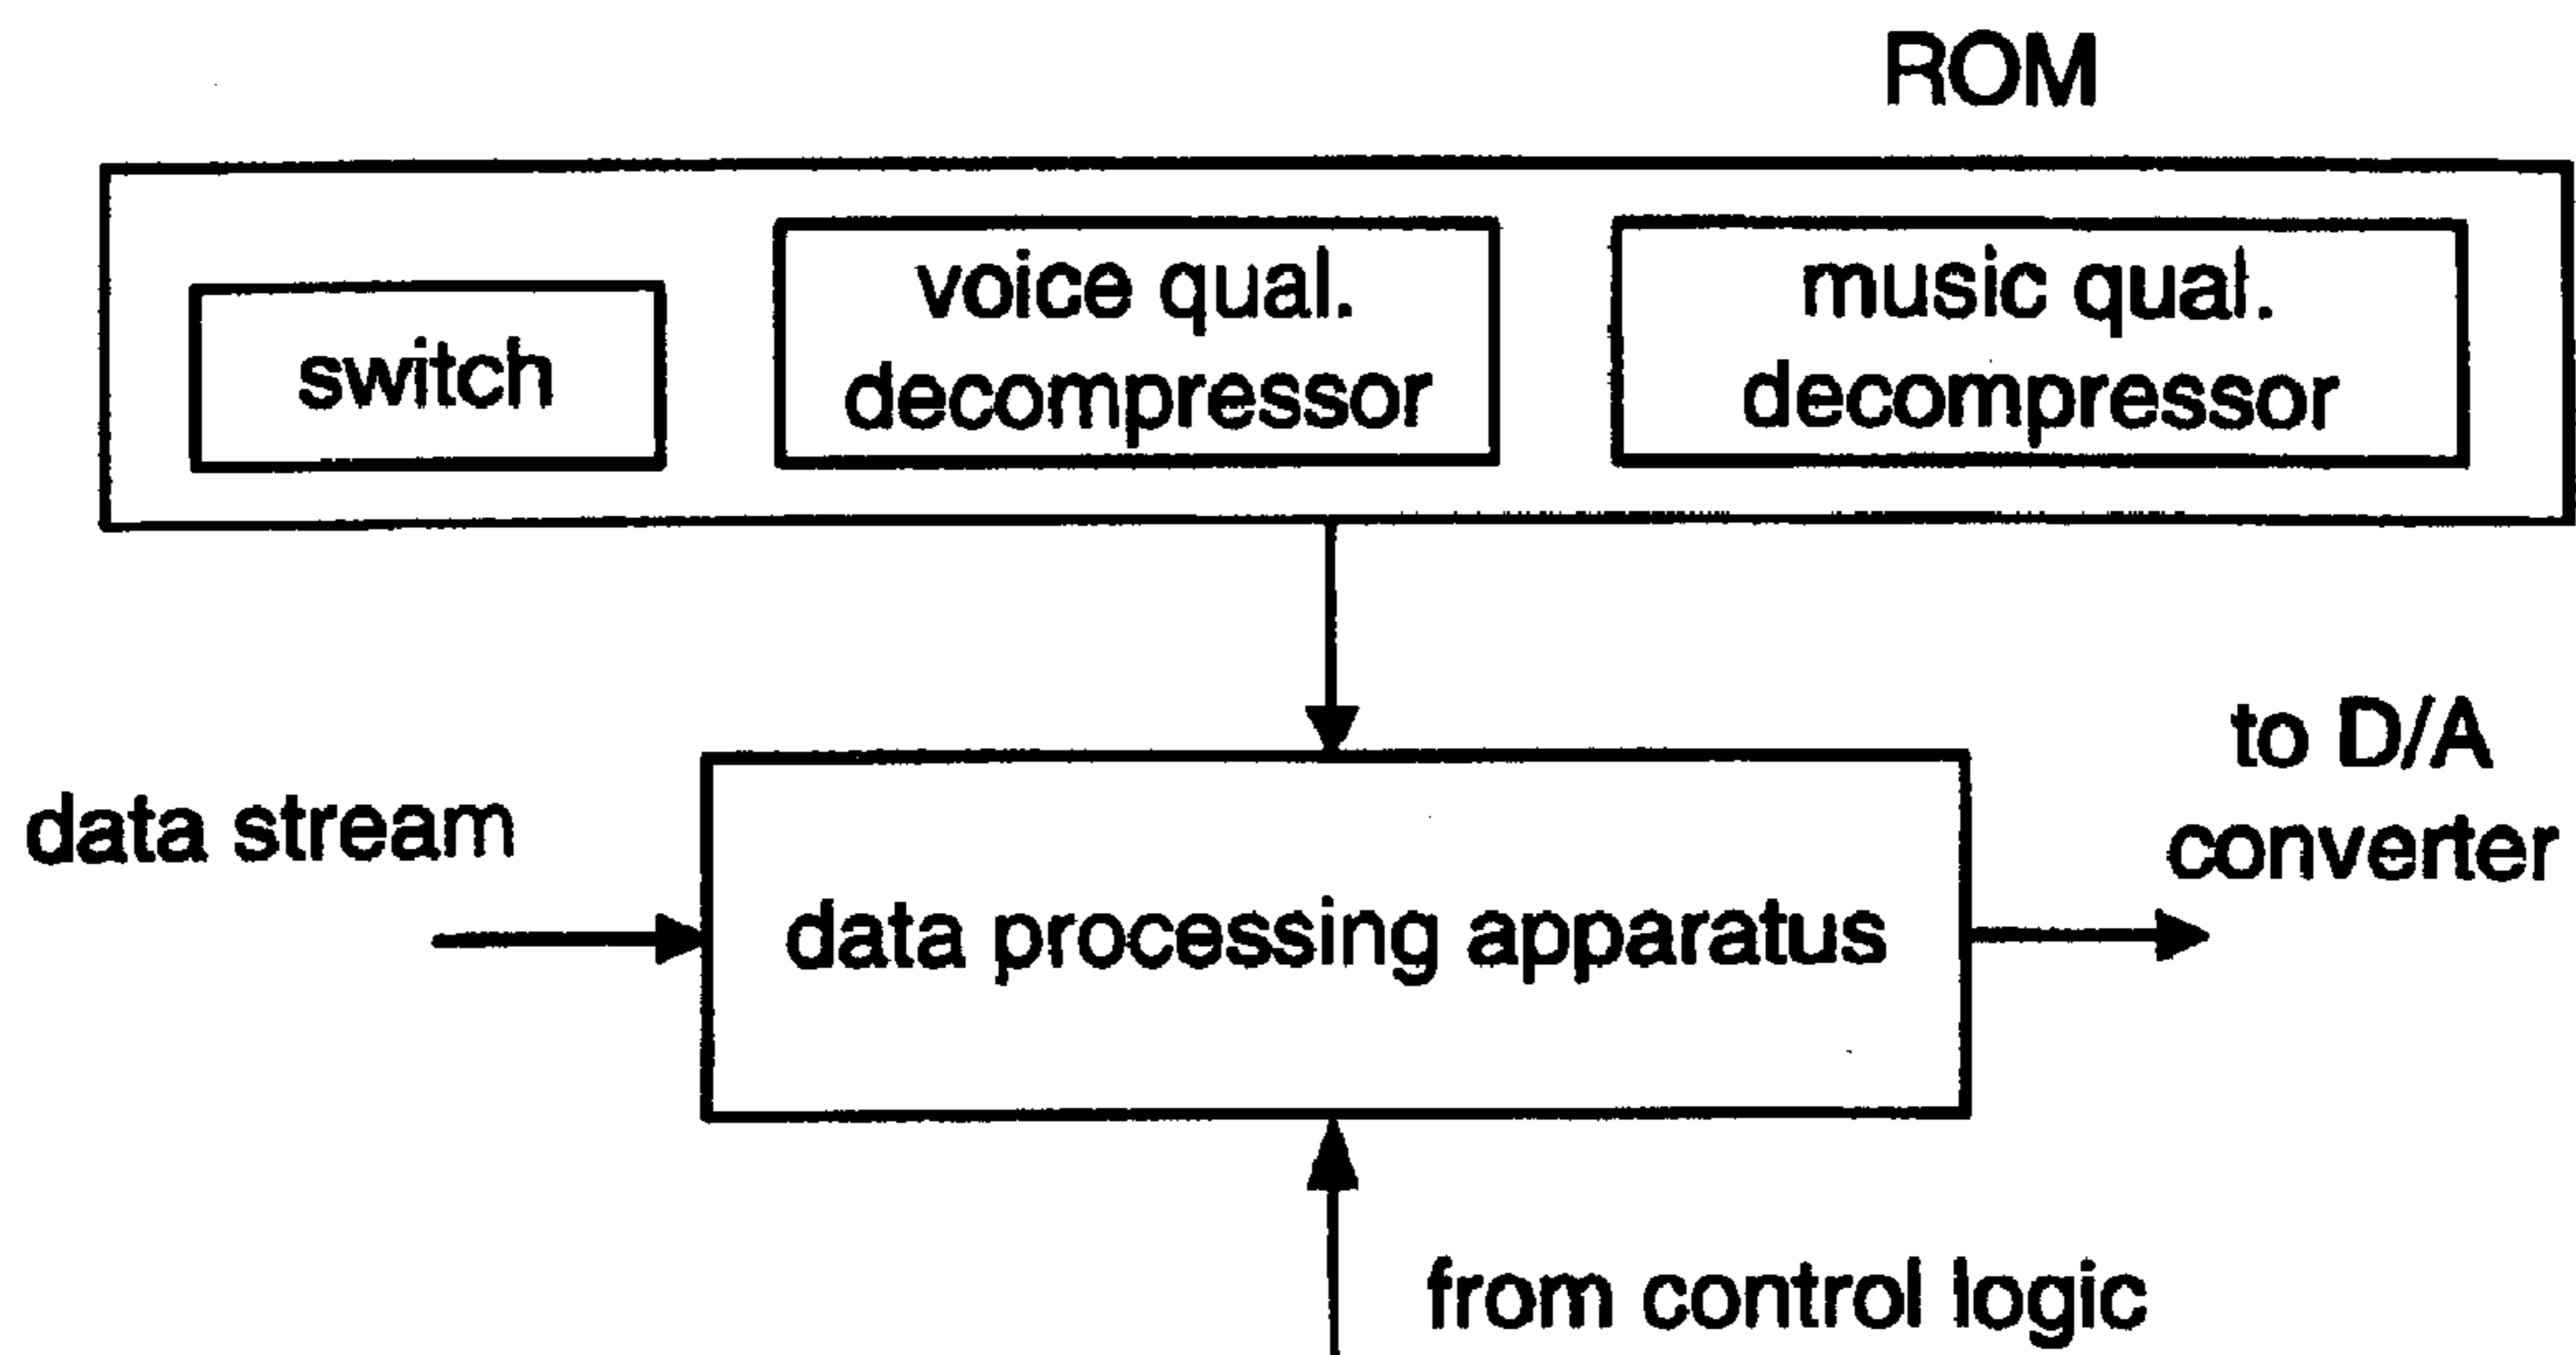 ROM
switch
voice qual.
decompressor
music qual.
decompressor
data stream
data processing apparatus
to D/A
converter
from control logic